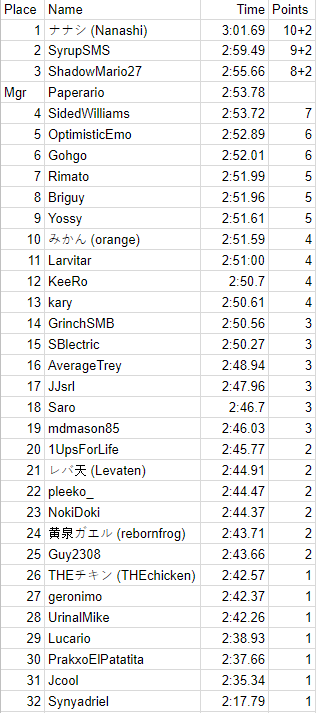 Place Name Time Points
1 ナナシ (Nanashi) 3:01.69 10+2
2 SyrupSMS 2:59.49 9+2
3 ShadowMario27 2:55.66 8+2
Mgr Paperario 2:53.78
4 SidedWilliams 2:53.72 7
5 OptimisticEmo 2:52.89 6
6 Gohgo 2:52.01 6
7 Rimato 2:51.99 5
8 Briguy 2:51.96 5
9 Yossy 2:51.61 5
10 みかん (orange) 2:51.59 4
11 Larvitar 2:51:00 4
12 KeeRo 2:50.7 4
13 kary 2:50.61 4
14 GrinchSMB 2:50.56 3
15 SBlectric 2:50.27 3
16 AverageTrey 2:48.94 3
17 JJsrl 2:47.96 3
18 Saro 2:46.7 3
19 mdmason85 2:46.03 3
20 1UpsForLife 2:45.77 2
21 レバ天 (Levaten) 2:44.91 2
22 pleeko_ 2:44.47 2
23 NokiDoki 2:44.37 2
24 黄泉ガエル (rebornfrog) 2:43.71 2
25 Guy2308 2:43.66 2
26 THEチキン (THEchicken) 2:42.57 1
27 geronimo 2:42.37 1
28 UrinalMike 2:42.26 1
29 Lucario 2:38.93 1
30 PrakxoElPatatita 2:37.66 1
31 Jcool 2:35.34 1
32 Synyadriel 2:17.79 1